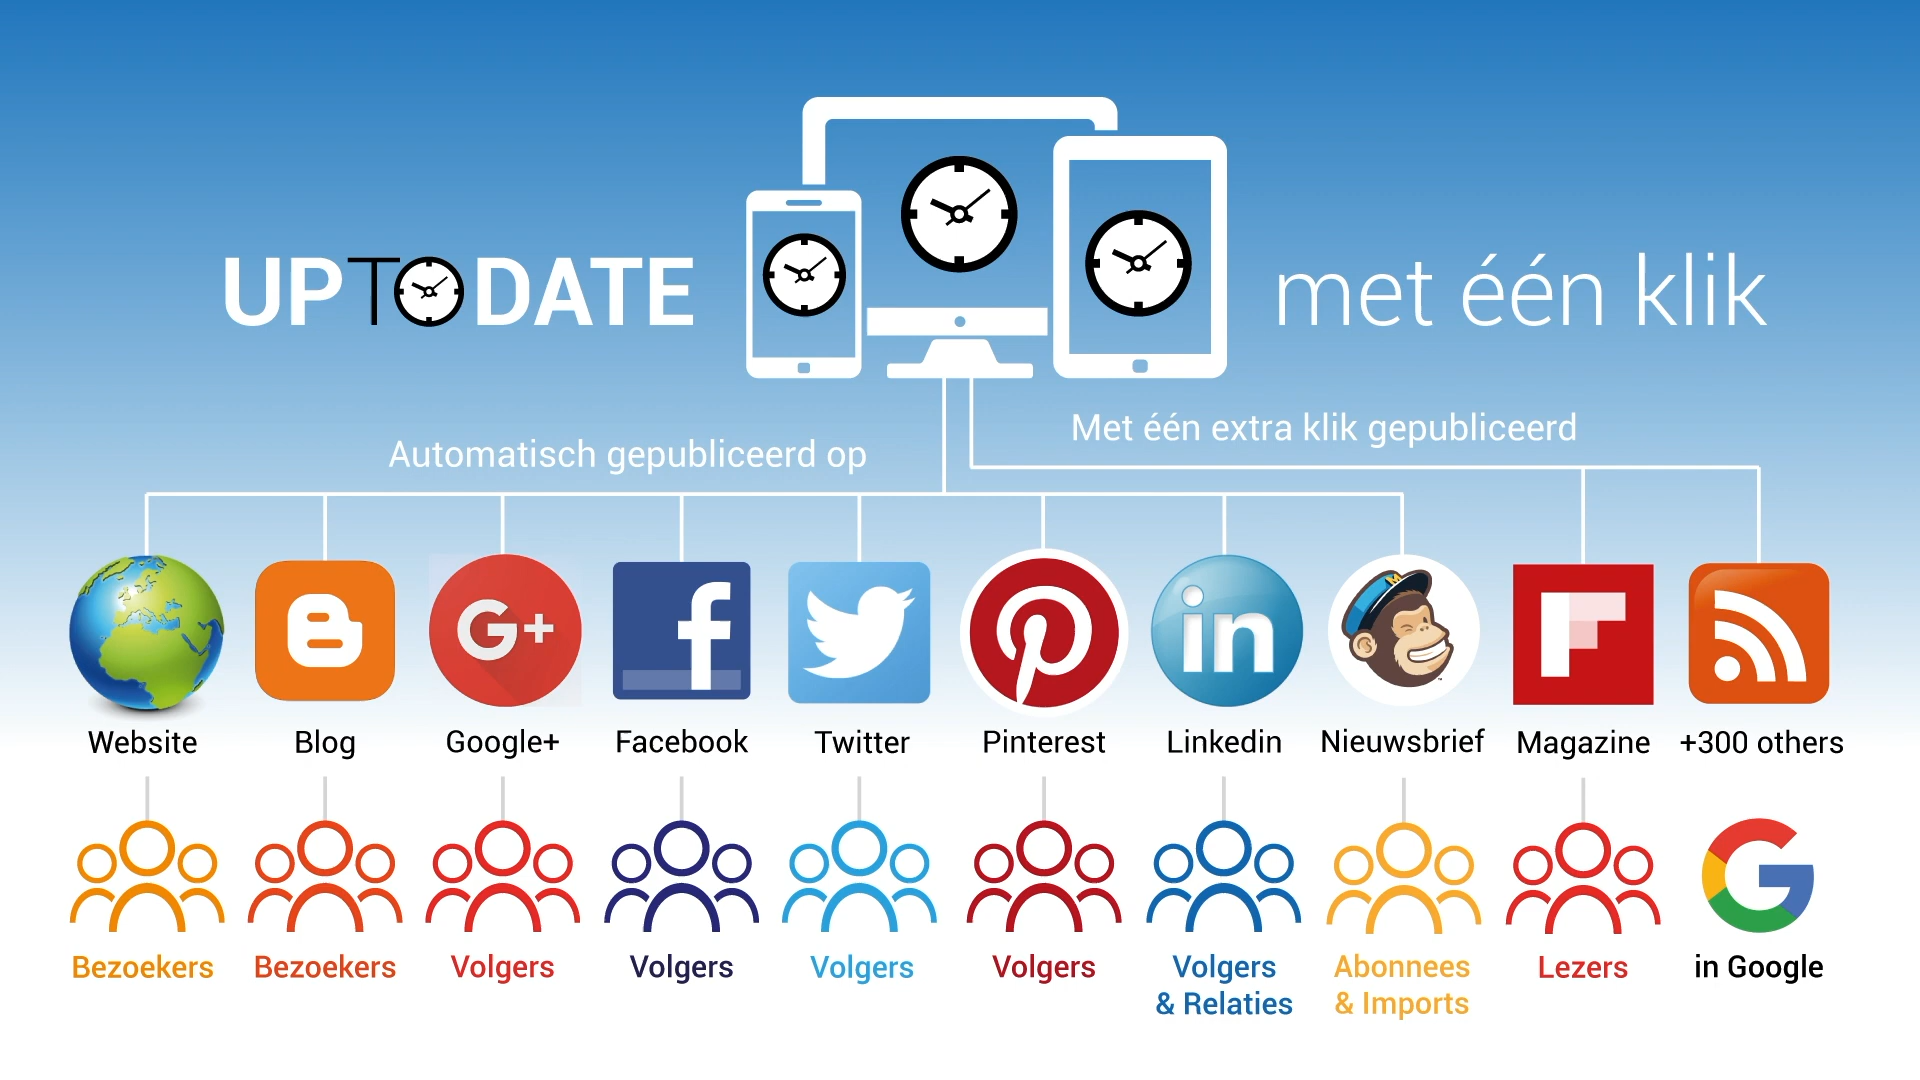 UPTODATE
met één klik
Automatisch gepubliceerd op
Met één extra klik gepubliceerd
Website
Blog
Google+
Facebook
Twitter
Pinterest
Linkedin
Nieuwsbrief
Magazine
+300 others
Bezoekers
Bezoekers
Volgers
Volgers
Volgers
Volgers
Volgers
& Relaties
Abonnees
& Imports
Lezers
in Google